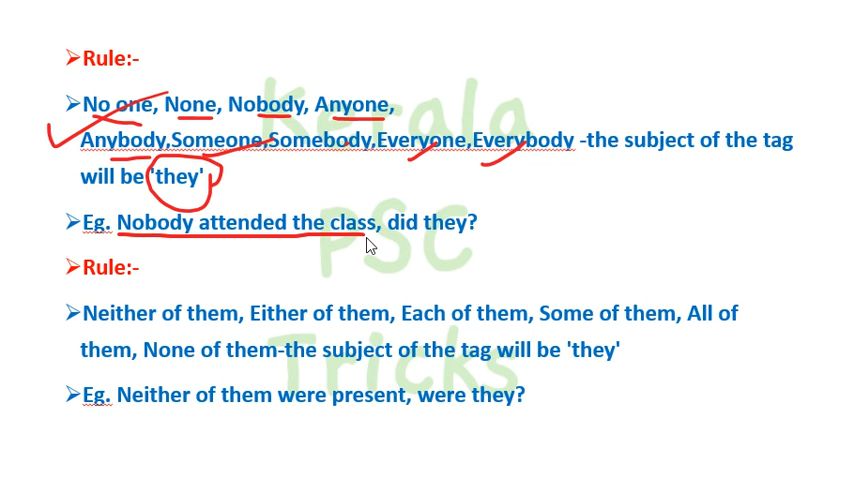 Rule:-
No one, None, Nobody, Anyone,
Anybody,Someone,Somebody,Everyone,Everybody -the subject of the tag
will be 'they'
Eg. Nobody attended the class, did they?
Rule:-
Neither of them, Either of them, Each of them, Some of them, All of
them, None of them-the subject of the tag will be 'they'
Eg. Neither of them were present, were they?
Kerala
PSC
Tricks